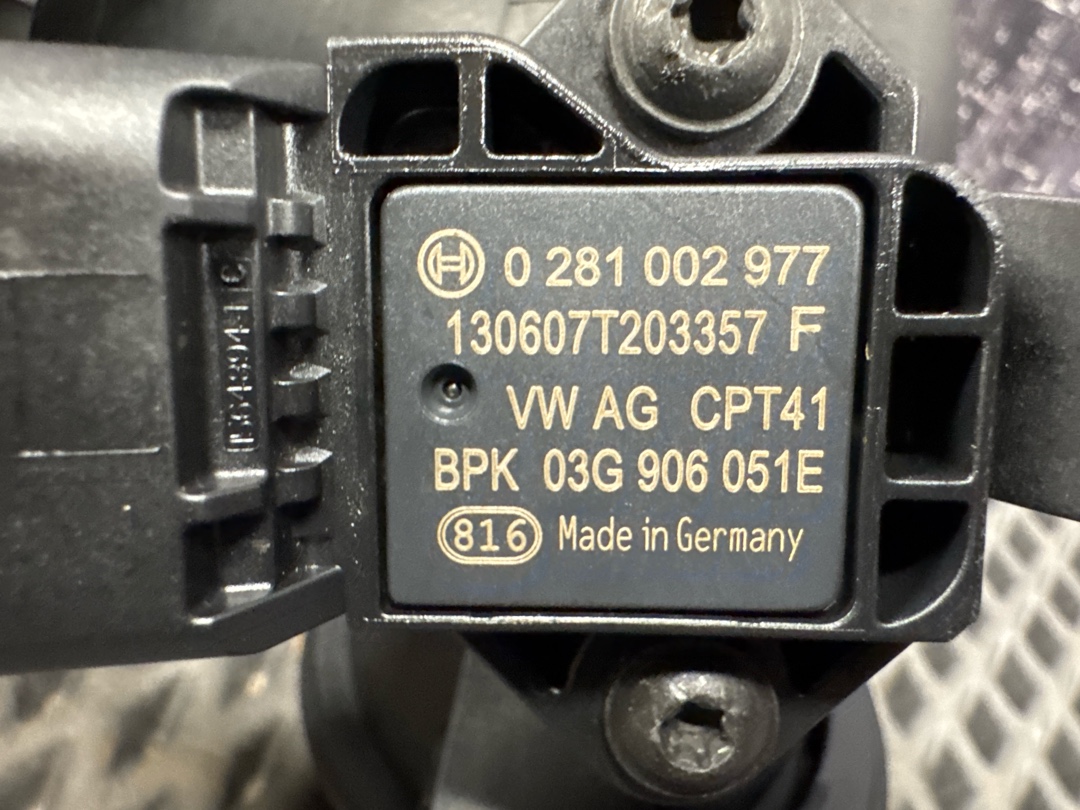 0 281 002 977
130607T203357 F
VW AG CPT41
BPK 03G 906 051E
816 Made in Germany